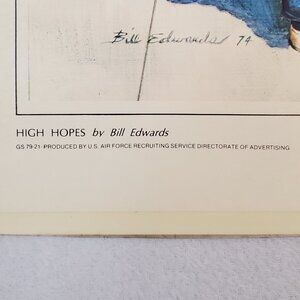 Bill Edwards 74
HIGH HOPES by Bill Edwards
GS 79-21 PRODUCED BY U.S. AIR FORCE RECRUITING SERVICE DIRECTORATE OF ADVERTISING